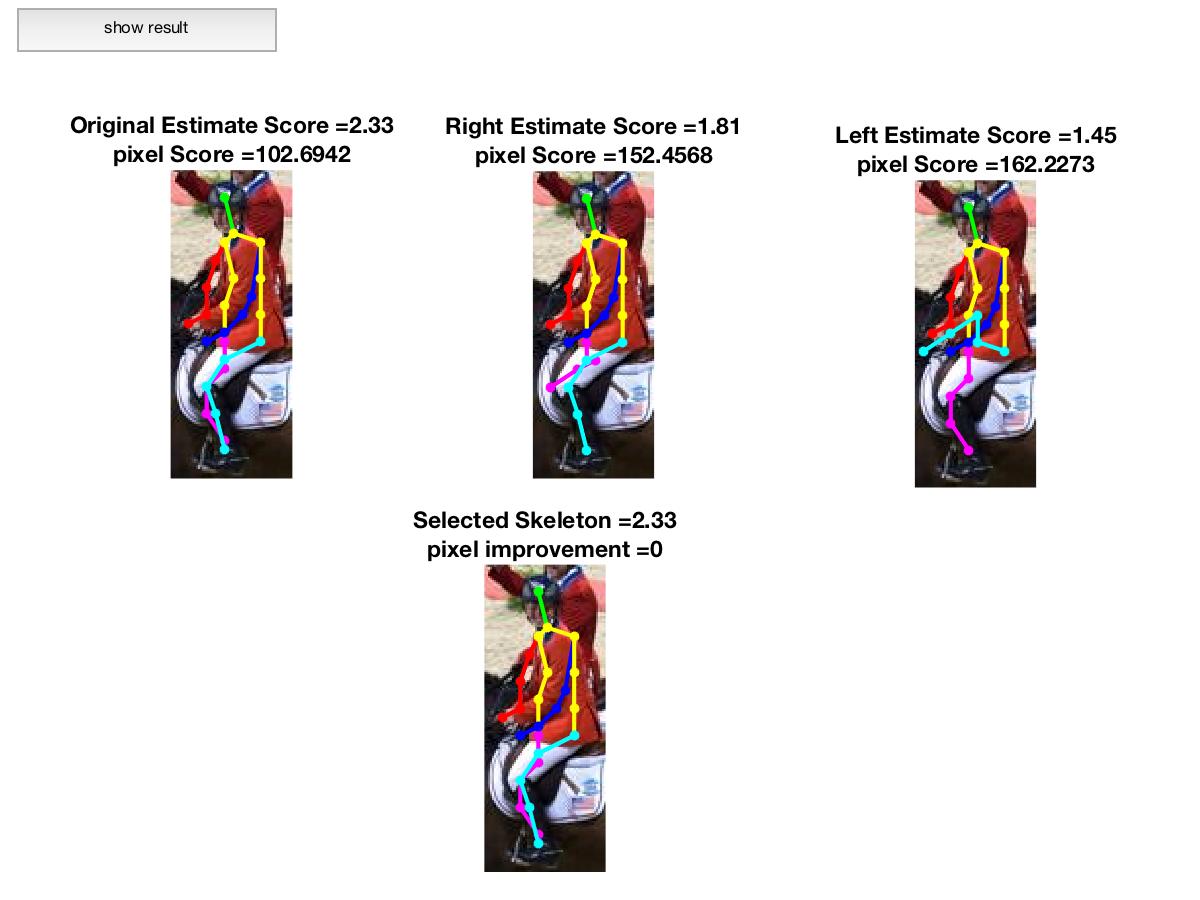 show result
Original Estimate Score =2.33
pixel Score =102.6942
Right Estimate Score =1.81
pixel Score =152.4568
Left Estimate Score =1.45
pixel Score =162.2273
Selected Skeleton =2.33
pixel improvement =0